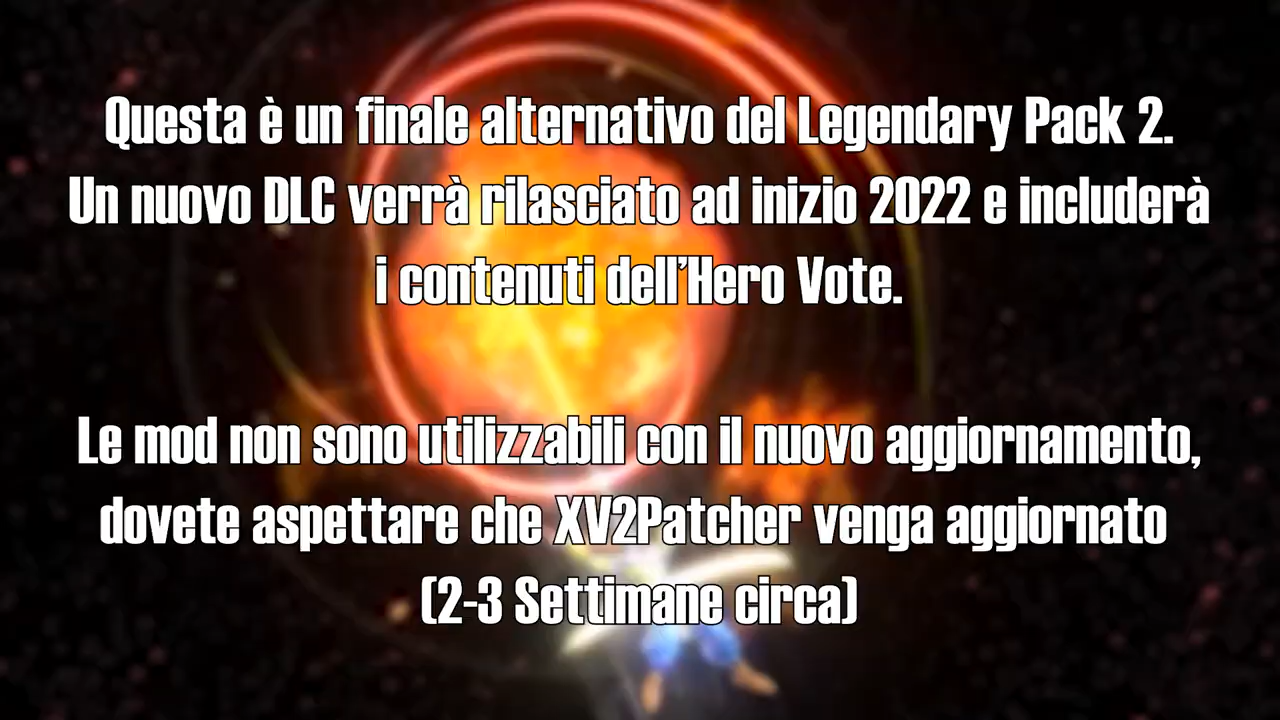 Questa è un finale alternativo del Legendary Pack 2.
Un nuovo DLC verrà rilasciato ad inizio 2022 e includerà
i contenuti dell'Hero Vote.
Le mod non sono utilizzabili con il nuovo aggiornamento,
dovete aspettare che XV2Patcher venga aggiornato
(2-3 Settimane circa)